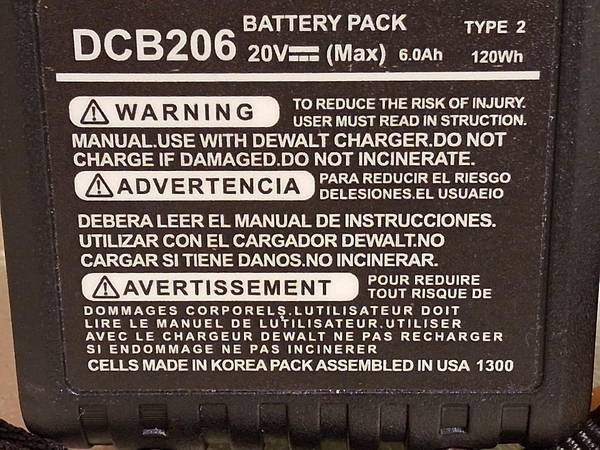 BATTERY PACK TYPE 2
DCB206 20V (Max) 6.0Ah 120Wh
WARNING TO REDUCE THE RISK OF INJURY.
USER MUST READ IN STRUCTION.
MANUAL.USE WITH DEWALT CHARGER.DO NOT
CHARGE IF DAMAGED.DO NOT INCINERATE.
ADVERTENCIA PARA REDUCIR EL RIESGO
DELESIONES.EL USUAEIO
DEBERA LEER EL MANUAL DE INSTRUCCIONES.
UTILIZAR CON EL CARGADOR DEWALT.NO
CARGAR SI TIENE DANOS.NO INCINERAR.
AVERTISSEMENT POUR REDUIRE
TOUT RISQUE DE
DOMMAGES CORPORELS.LUTILISATEUR DOIT
LIRE LE MANUEL DE LUTILISATEUR.UTILISER
AVEC LE CHARGEUR DEWALT NE PAS RECHARGER
SI ENDOMMAGE NE PAS INCINERER
CELLS MADE IN KOREA PACK ASSEMBLED IN USA 1300